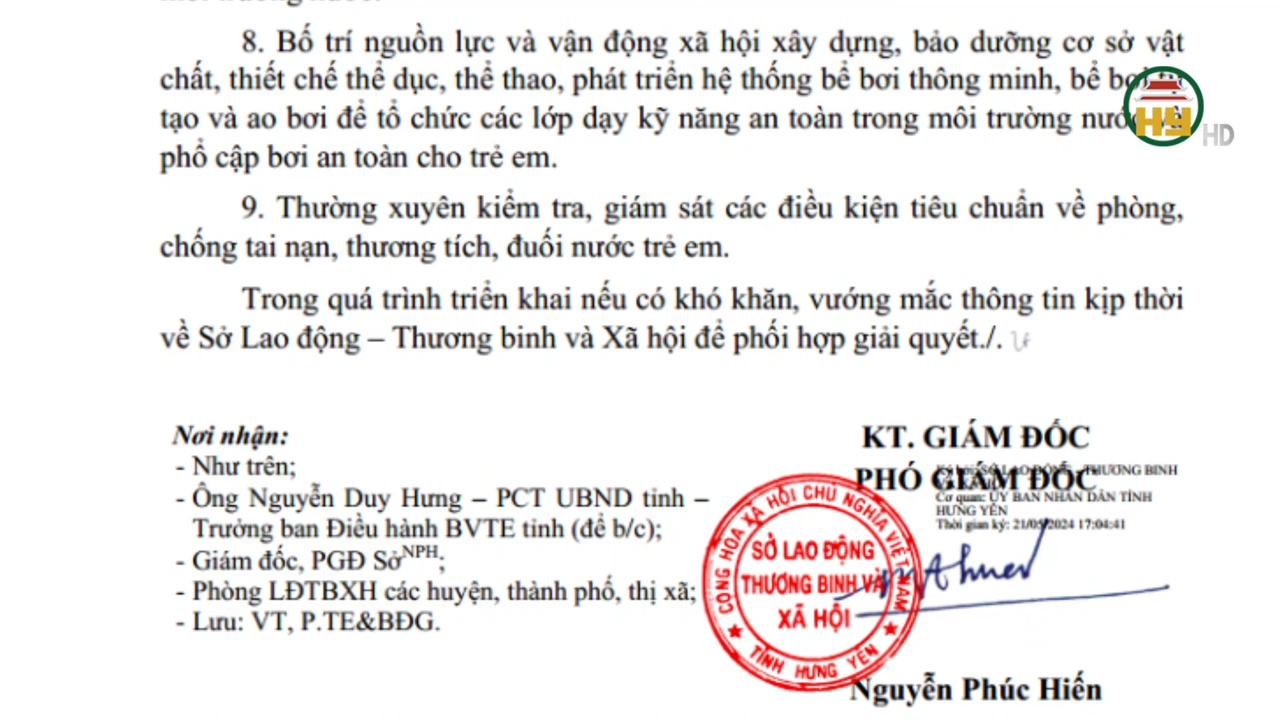 8. Bố trí nguồn lực và vận động xã hội xây dựng, bảo dưỡng cơ sở vật
chất, thiết chế thể dục, thể thao, phát triển hệ thống bể bơi thông minh, bể bơi
tạo và ao bơi để tổ chức các lớp dạy kỹ năng an toàn trong môi trường nước
phổ cập bơi an toàn cho trẻ em.
HY HD
9. Thường xuyên kiểm tra, giám sát các điều kiện tiêu chuẩn về phòng,
chống tai nạn, thương tích, đuối nước trẻ em.
Trong quá trình triển khai nếu có khó khăn, vướng mắc thông tin kịp thời
về Sở Lao động – Thương binh và Xã hội để phối hợp giải quyết./.
Nơi nhận:
- Như trên;
- Ông Nguyễn Duy Hưng – PCT UBND tỉnh –
Trưởng ban Điều hành BVTE tỉnh (để b/c);
- Giám đốc, PGĐ Sở NPH;
- Phòng LĐTBXH các huyện, thành phố, thị xã;
- Lưu: VT, P.TE&BĐG.
KT. GIÁM ĐỐC
PHÓ GIÁM ĐỐC
SỞ LAO ĐỘNG THƯƠNG BINH
Cơ quan: ỦY BAN NHÂN DÂN TỈNH
HƯNG YÊN
Thời gian ký: 21/05/2024 17:04:41
CỘNG HÒA XÃ HỘI CHỦ NGHĨA VIỆT NAM
SỞ LAO ĐỘNG
THƯƠNG BINH VÀ
XÃ HỘI
TỈNH HƯNG YÊN
Nguyễn Phúc Hiến